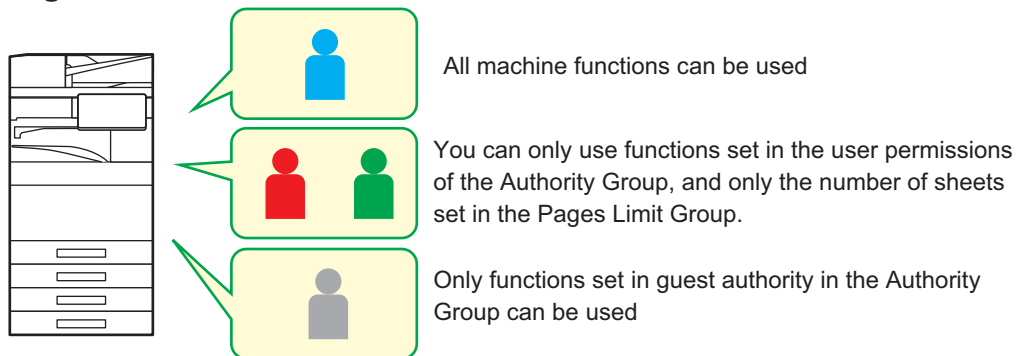 All machine functions can be used
You can only use functions set in the user permissions
of the Authority Group, and only the number of sheets
set in the Pages Limit Group.
Only functions set in guest authority in the Authority
Group can be used